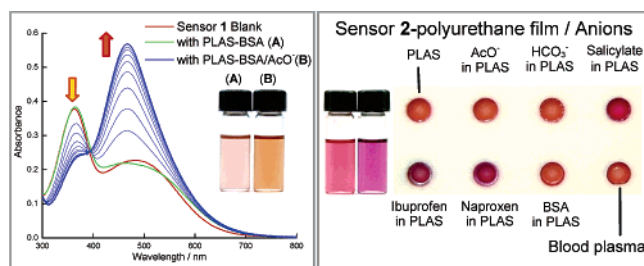 Sensor 1 Blank
with PLAS-BSA (A)
with PLAS-BSA/AcO⁻(B)
(A) (B)
0.6
0.5
0.4
0.3
0.2
0.1
0.0
Absorbance
300 400 500 600 700 800
Wavelength / nm
Sensor 2-polyurethane film / Anions
PLAS
AcO⁻
in PLAS
HCO₃⁻
in PLAS
Salicylate
in PLAS
Ibuprofen
in PLAS
Naproxen
in PLAS
BSA
in PLAS
Blood plasma